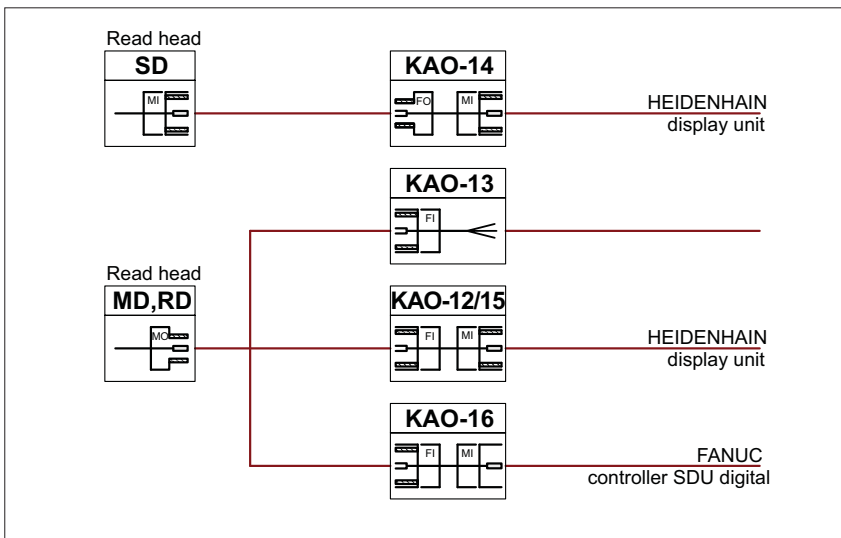 Read head
SD
MI
KAO-14
FO MI
HEIDENHAIN
display unit
KAO-13
FI
Read head
MD,RD
MO
KAO-12/15
FI MI
HEIDENHAIN
display unit
KAO-16
FI MI
FANUC
controller SDU digital